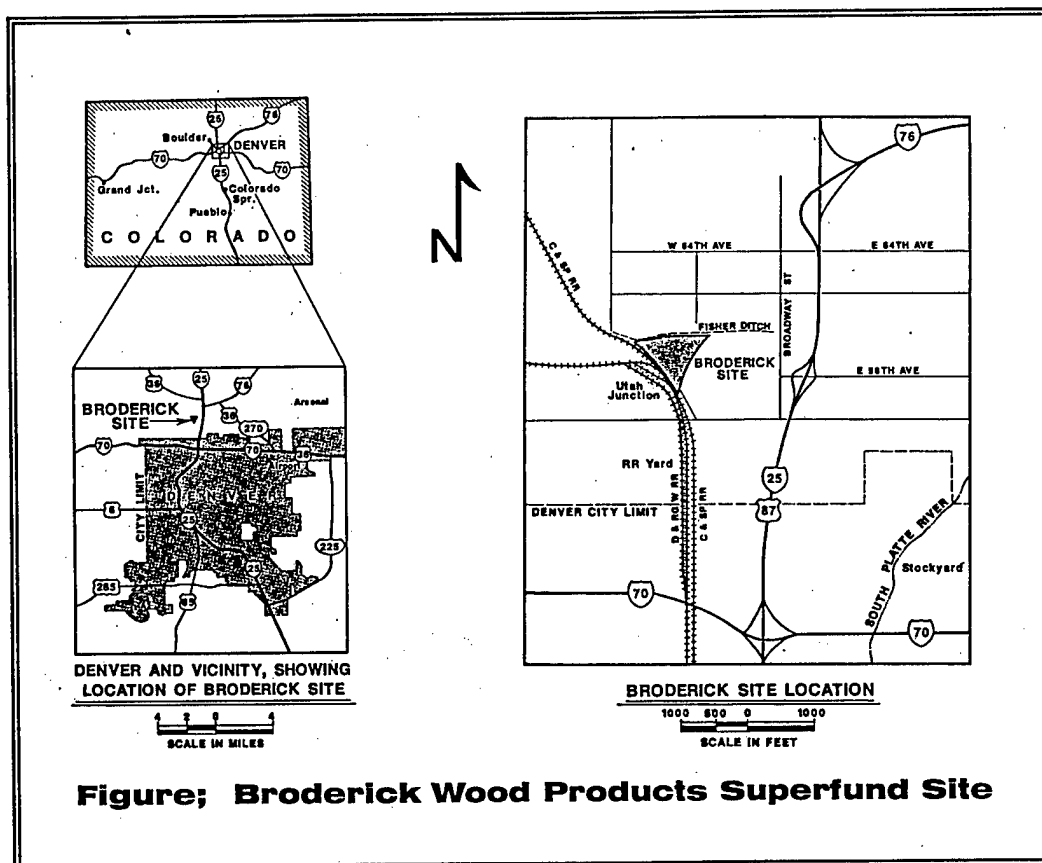 25
76
Boulder
DENVER
70
70
25
Grand Jct.
Colorado
Spr.
Pueblo
COLORADO
N
36
25
76
Arsenal
BRODERICK
SITE
36
270
70
70
36
Airport
DENVER
CITY LIMIT
6
25
225
25
285
85
DENVER AND VICINITY, SHOWING
LOCATION OF BRODERICK SITE
4 2 0 4
SCALE IN MILES
76
W 64TH AVE
E 64TH AVE
C & SP RR
BROADWAY ST
FISHER DITCH
BRODERICK
SITE
E 58TH AVE
Utah
Junction
RR Yard
25
87
DENVER CITY LIMIT
D & RG W RR
C & SP RR
SOUTH PLATTE RIVER
Stockyard
70
70
BRODERICK SITE LOCATION
1000 500 0 1000
SCALE IN FEET
Figure; Broderick Wood Products Superfund Site